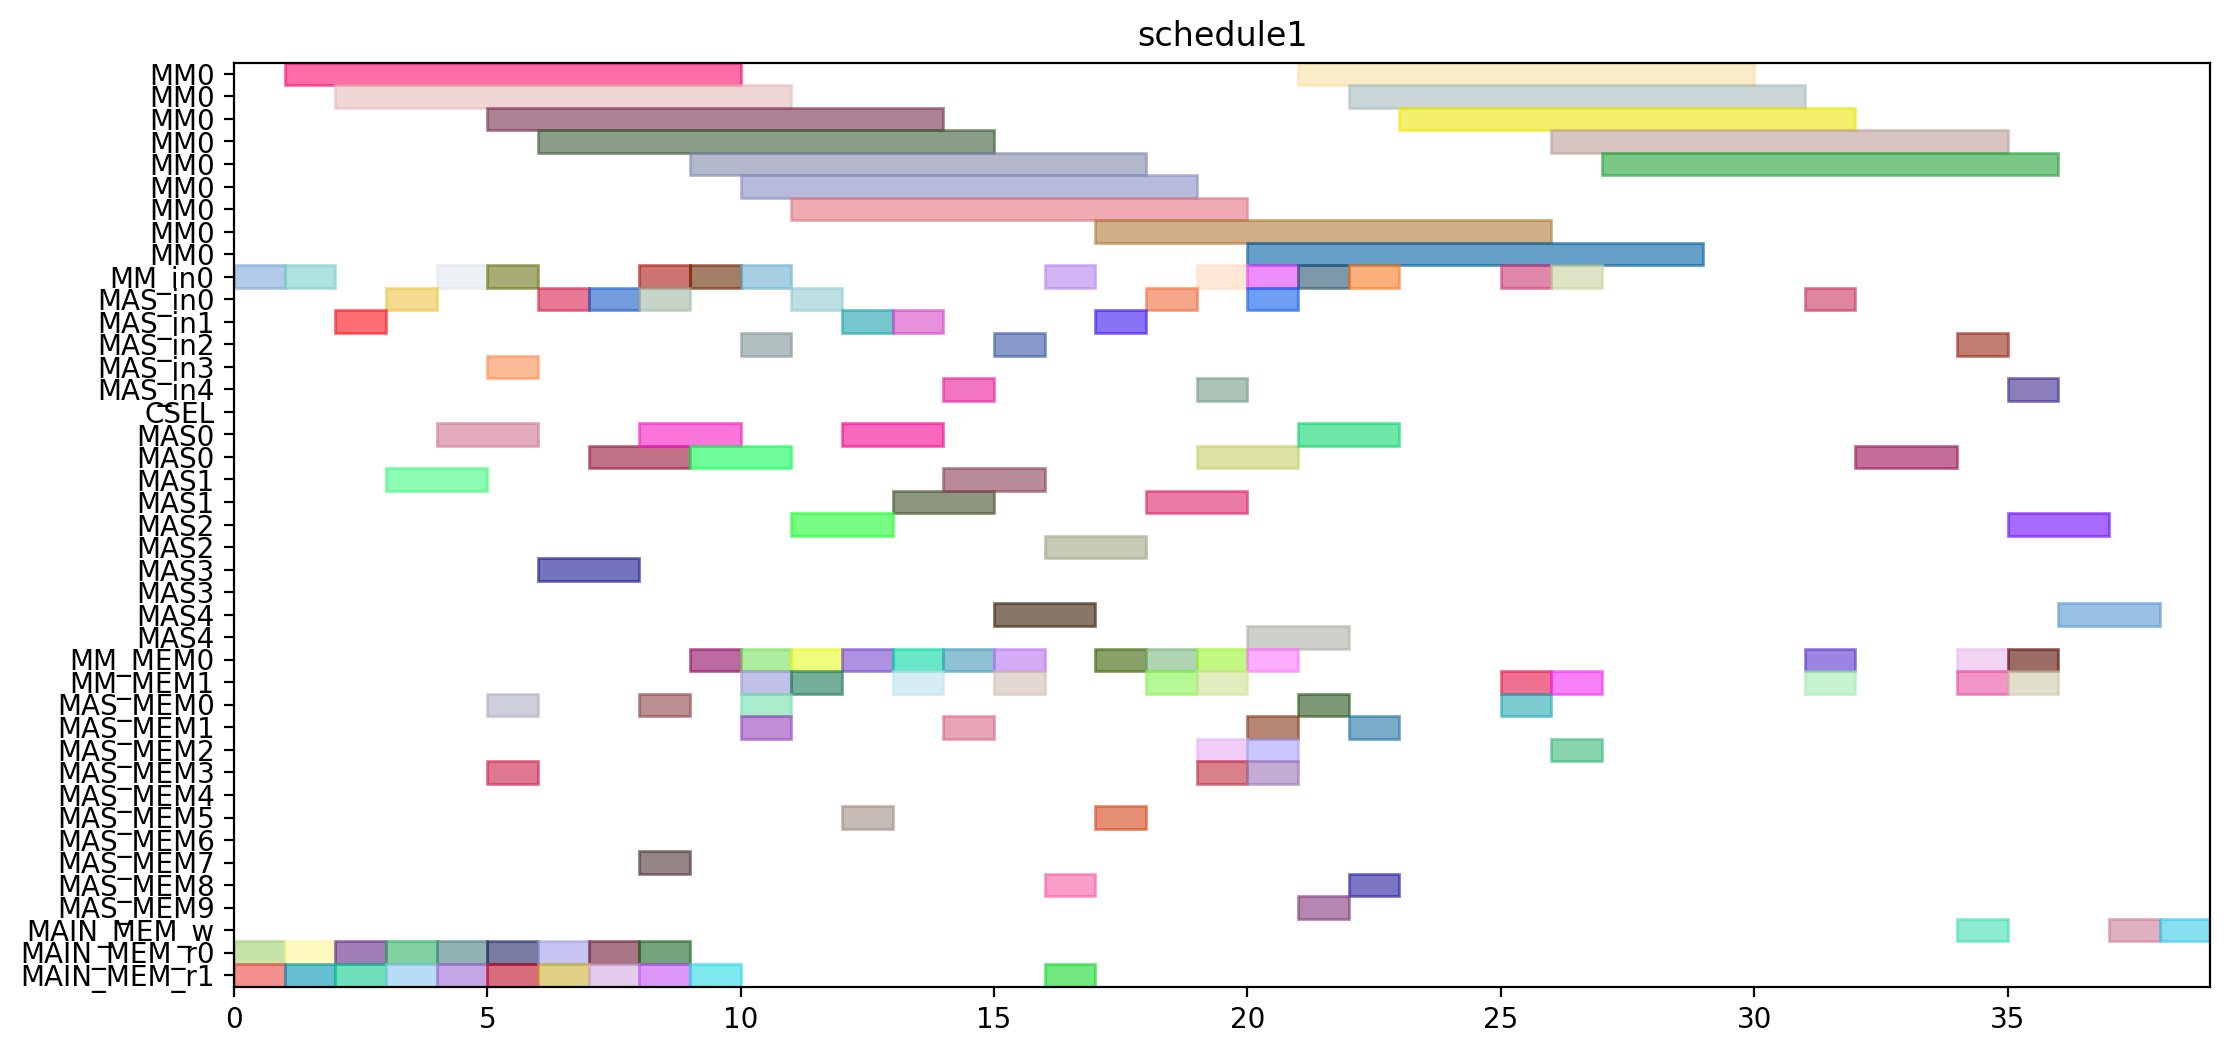 schedule1
MM0
MM0
MM0
MM0
MM0
MM0
MM0
MM0
MM0
MM_in0
MAS_in0
MAS_in1
MAS_in2
MAS_in3
MAS_in4
CSEL
MAS0
MAS0
MAS1
MAS1
MAS2
MAS2
MAS3
MAS3
MAS4
MAS4
MM_MEM0
MM_MEM1
MAS_MEM0
MAS_MEM1
MAS_MEM2
MAS_MEM3
MAS_MEM4
MAS_MEM5
MAS_MEM6
MAS_MEM7
MAS_MEM8
MAS_MEM9
MAIN_MEM_w
MAIN_MEM_r0
MAIN_MEM_r1
0 5 10 15 20 25 30 35